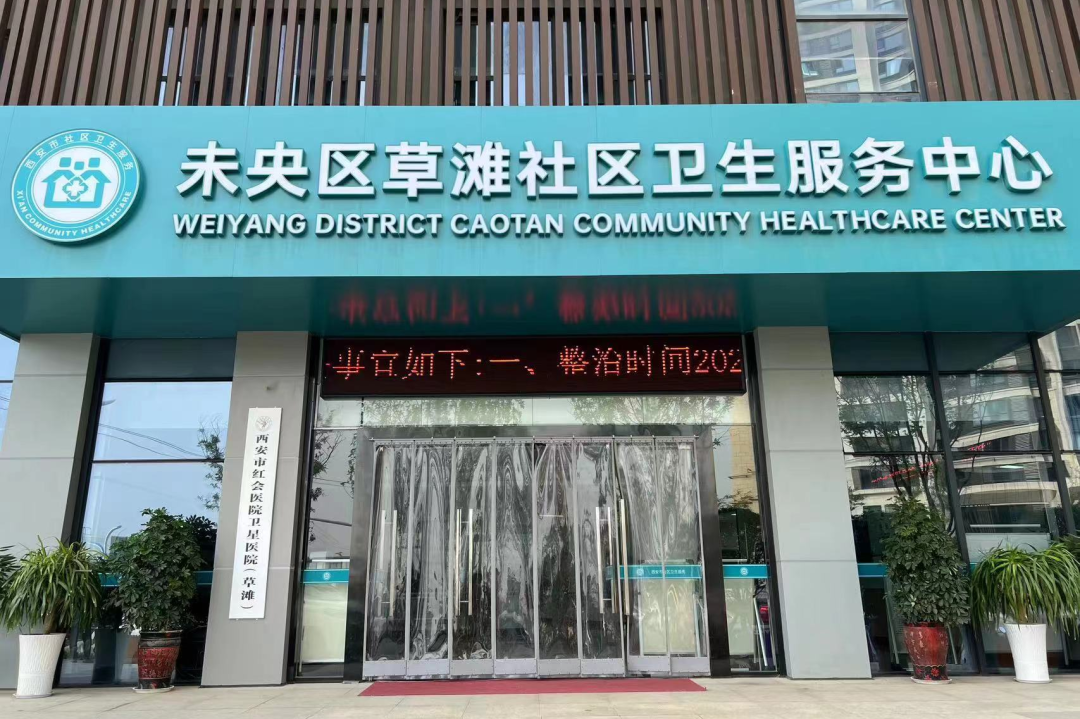 西安市社区卫生服务
XI'AN COMMUNITY HEALTHCARE
未央区草滩社区卫生服务中心
WEIYANG DISTRICT CAOTAN COMMUNITY HEALTHCARE CENTER
事宜如下:一、整治时间202
西安市红会医院卫星医院(草滩)